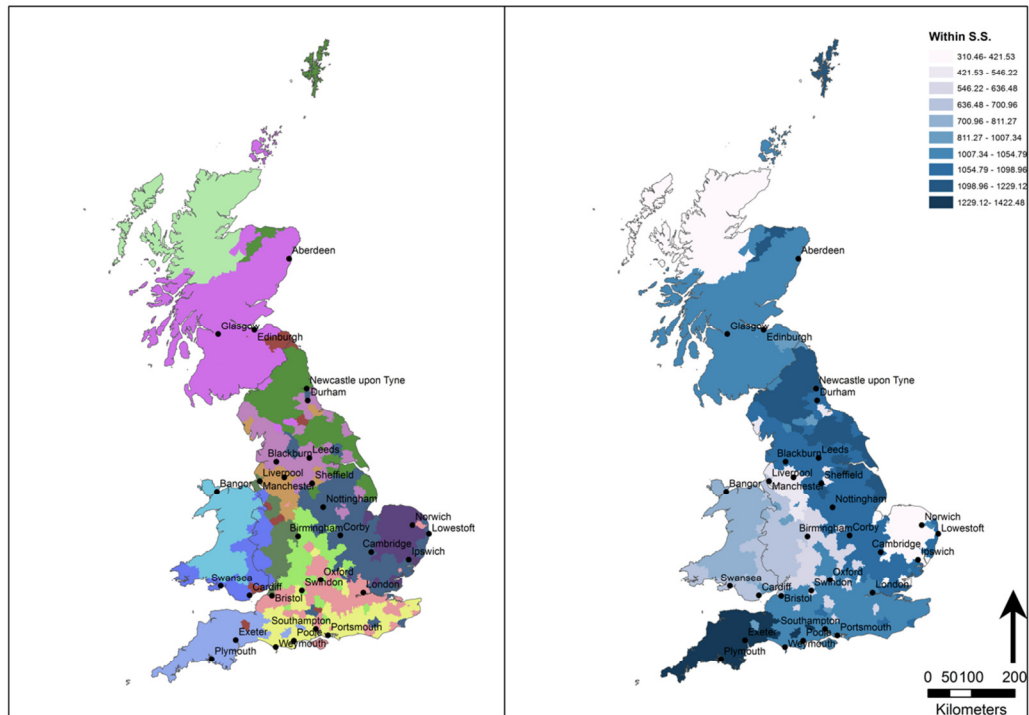 Aberdeen
Glasgow
Edinburgh
Newcastle upon Tyne
Durham
Blackburn
Leeds
Liverpool
Manchester
Sheffield
Bangor
Nottingham
Norwich
Lowestoft
Birmingham
Corby
Cambridge
Ipswich
Oxford
Swansea
Swindon
London
Cardiff
Bristol
Southampton
Portsmouth
Exeter
Poole
Weymouth
Plymouth
Within S.S.
310.46- 421.53
421.53 - 546.22
546.22 - 636.48
636.48 - 700.96
700.96 - 811.27
811.27 - 1007.34
1007.34 - 1054.79
1054.79 - 1098.96
1098.96 - 1229.12
1229.12- 1422.48
Aberdeen
Glasgow
Edinburgh
Newcastle upon Tyne
Durham
Blackburn
Leeds
Liverpool
Manchester
Sheffield
Bangor
Nottingham
Norwich
Lowestoft
Birmingham
Corby
Cambridge
Ipswich
Oxford
Swansea
Swindon
London
Cardiff
Bristol
Southampton
Portsmouth
Exeter
Poole
Weymouth
Plymouth
0 50 100 200
Kilometers